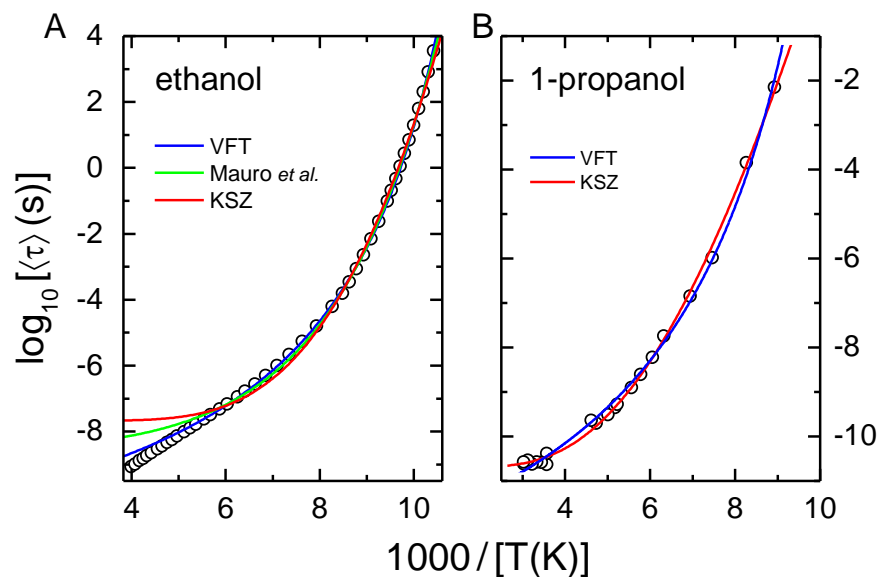 A
B
ethanol
1-propanol
VFT
Mauro et al.
KSZ
VFT
KSZ
4
2
0
-2
-4
-6
-8
-2
-4
-6
-8
-10
4 6 8 10
4 6 8 10
log10 [⟨τ⟩ (s)]
1000 / [T(K)]